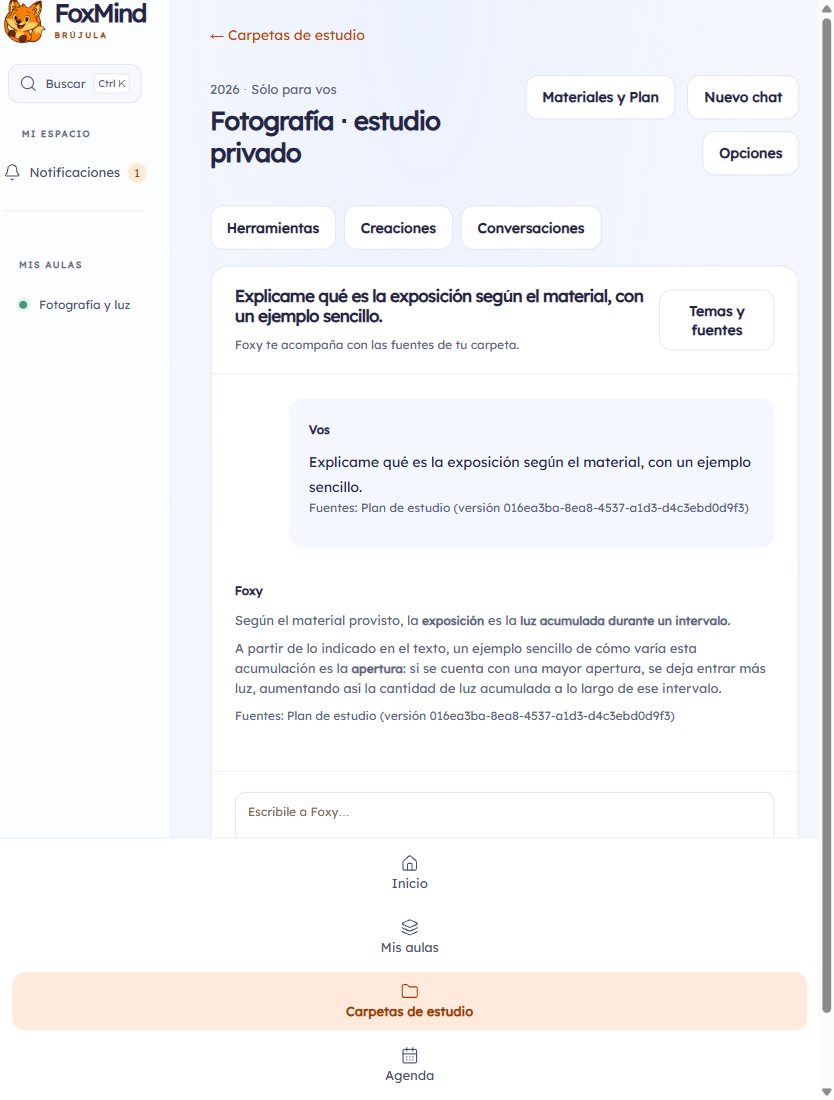 FoxMind
BRÚJULA
Buscar Ctrl K
MI ESPACIO
Notificaciones 1
MIS AULAS
Fotografía y luz
← Carpetas de estudio
2026 · Sólo para vos
Fotografía · estudio
privado
Materiales y Plan
Nuevo chat
Opciones
Herramientas
Creaciones
Conversaciones
Explicame qué es la exposición según el material, con
un ejemplo sencillo.
Foxy te acompaña con las fuentes de tu carpeta.
Temas y
fuentes
Vos
Explicame qué es la exposición según el material, con un ejemplo
sencillo.
Fuentes: Plan de estudio (versión 016ea3ba-8ea8-4537-a1d3-d4c3ebd0d9f3)
Foxy
Según el material provisto, la exposición es la luz acumulada durante un intervalo.
A partir de lo indicado en el texto, un ejemplo sencillo de cómo varía esta
acumulación es la apertura: si se cuenta con una mayor apertura, se deja entrar más
luz, aumentando así la cantidad de luz acumulada a lo largo de ese intervalo.
Fuentes: Plan de estudio (versión 016ea3ba-8ea8-4537-a1d3-d4c3ebd0d9f3)
Escribile a Foxy...
Inicio
Mis aulas
Carpetas de estudio
Agenda